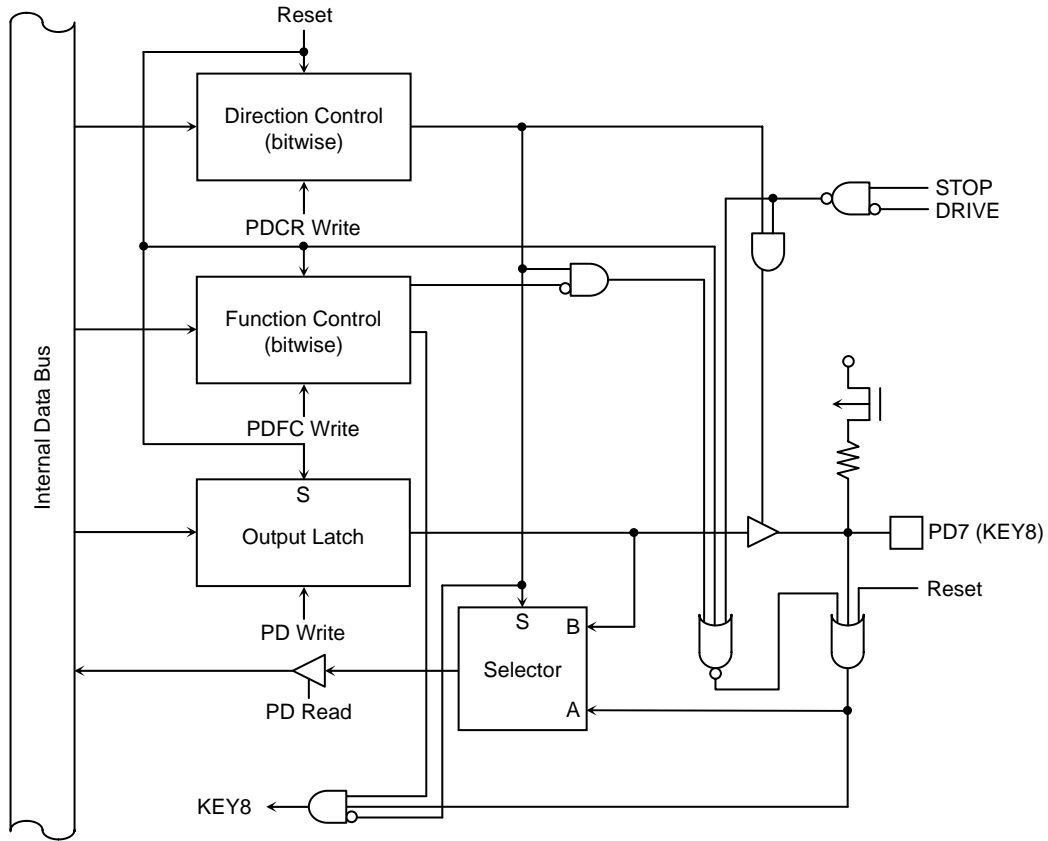 Reset
Direction Control
(bitwise)
STOP
DRIVE
PDCR Write
Function Control
(bitwise)
PDFC Write
Internal Data Bus
S
Output Latch
PD7 (KEY8)
Reset
PD Write
S
B
Selector
A
PD Read
KEY8